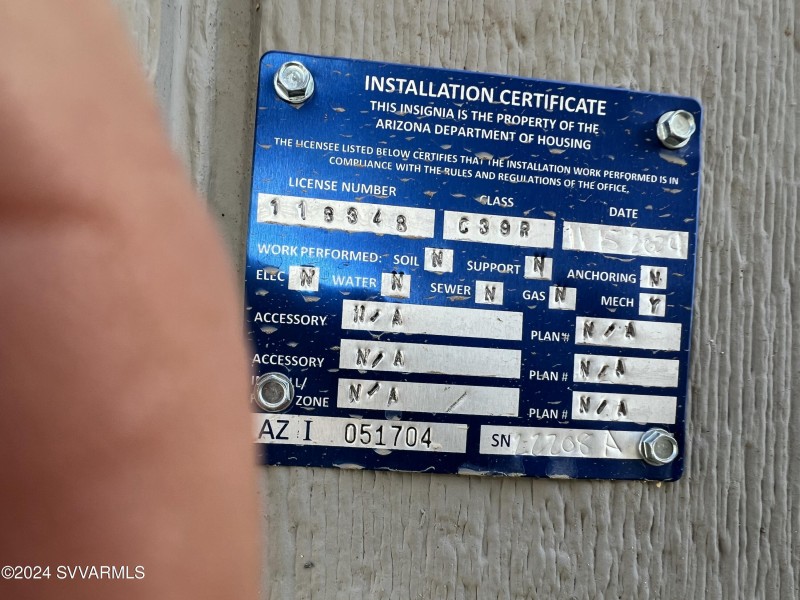 INSTALLATION CERTIFICATE
THIS INSIGNIA IS THE PROPERTY OF THE
ARIZONA DEPARTMENT OF HOUSING
THE LICENSEE LISTED BELOW CERTIFIES THAT THE INSTALLATION WORK PERFORMED IS IN
COMPLIANCE WITH THE RULES AND REGULATIONS OF THE OFFICE.
LICENSE NUMBER CLASS DATE
118348 C39R
WORK PERFORMED: SOIL N SUPPORT N ANCHORING N
ELEC N WATER N SEWER N GAS N MECH Y
ACCESSORY N/A PLAN# N/A
ACCESSORY N/A PLAN # N/A
ZONE N/A PLAN # N/A
AZ I 051704 SN
©2024 SVVARMLS